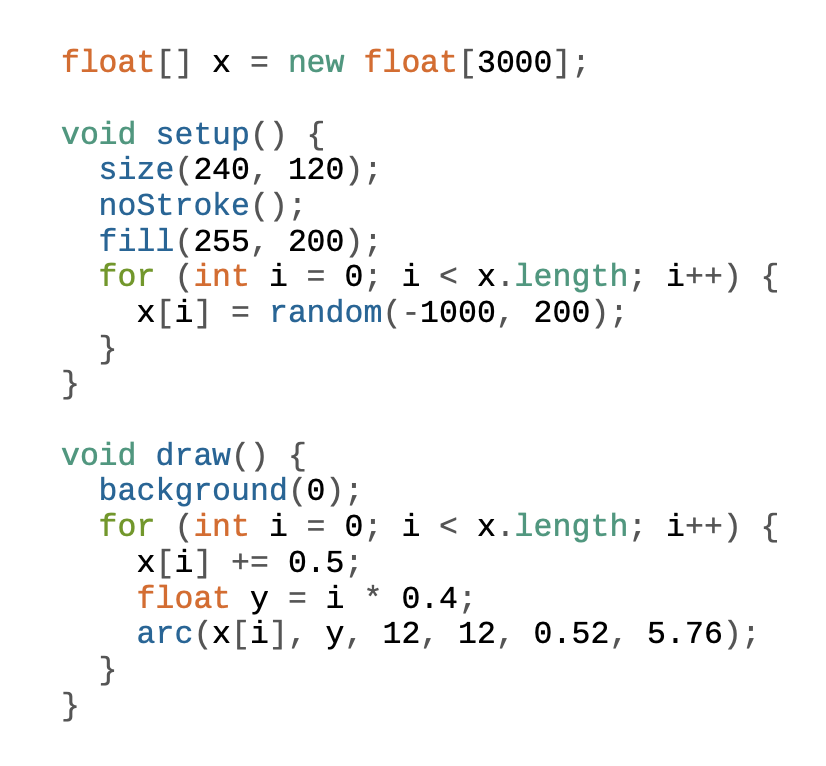 float[] x = new float[3000];

void setup() {
  size(240, 120);
  noStroke();
  fill(255, 200);
  for (int i = 0; i < x.length; i++) {
    x[i] = random(-1000, 200);
  }
}

void draw() {
  background(0);
  for (int i = 0; i < x.length; i++) {
    x[i] += 0.5;
    float y = i * 0.4;
    arc(x[i], y, 12, 12, 0.52, 5.76);
  }
}